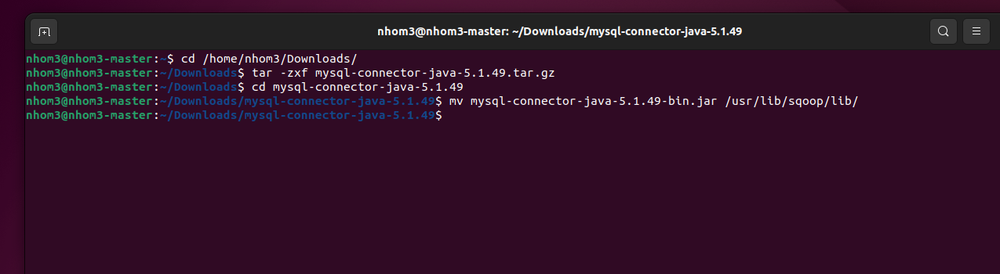 nhom3@nhom3-master: ~/Downloads/mysql-connector-java-5.1.49
nhom3@nhom3-master:~$ cd /home/nhom3/Downloads/
nhom3@nhom3-master:~/Downloads$ tar -zxf mysql-connector-java-5.1.49.tar.gz
nhom3@nhom3-master:~/Downloads$ cd mysql-connector-java-5.1.49
nhom3@nhom3-master:~/Downloads/mysql-connector-java-5.1.49$ mv mysql-connector-java-5.1.49-bin.jar /usr/lib/sqoop/lib/
nhom3@nhom3-master:~/Downloads/mysql-connector-java-5.1.49$